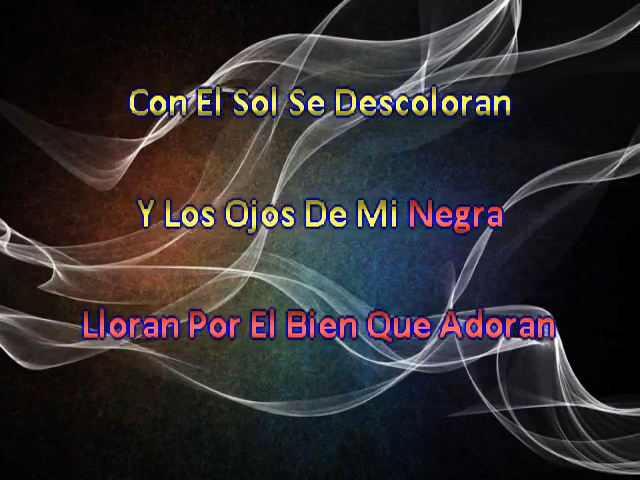 Con El Sol Se Descoloran
Y Los Ojos De Mi Negra
Lloran Por El Bien Que Adoran